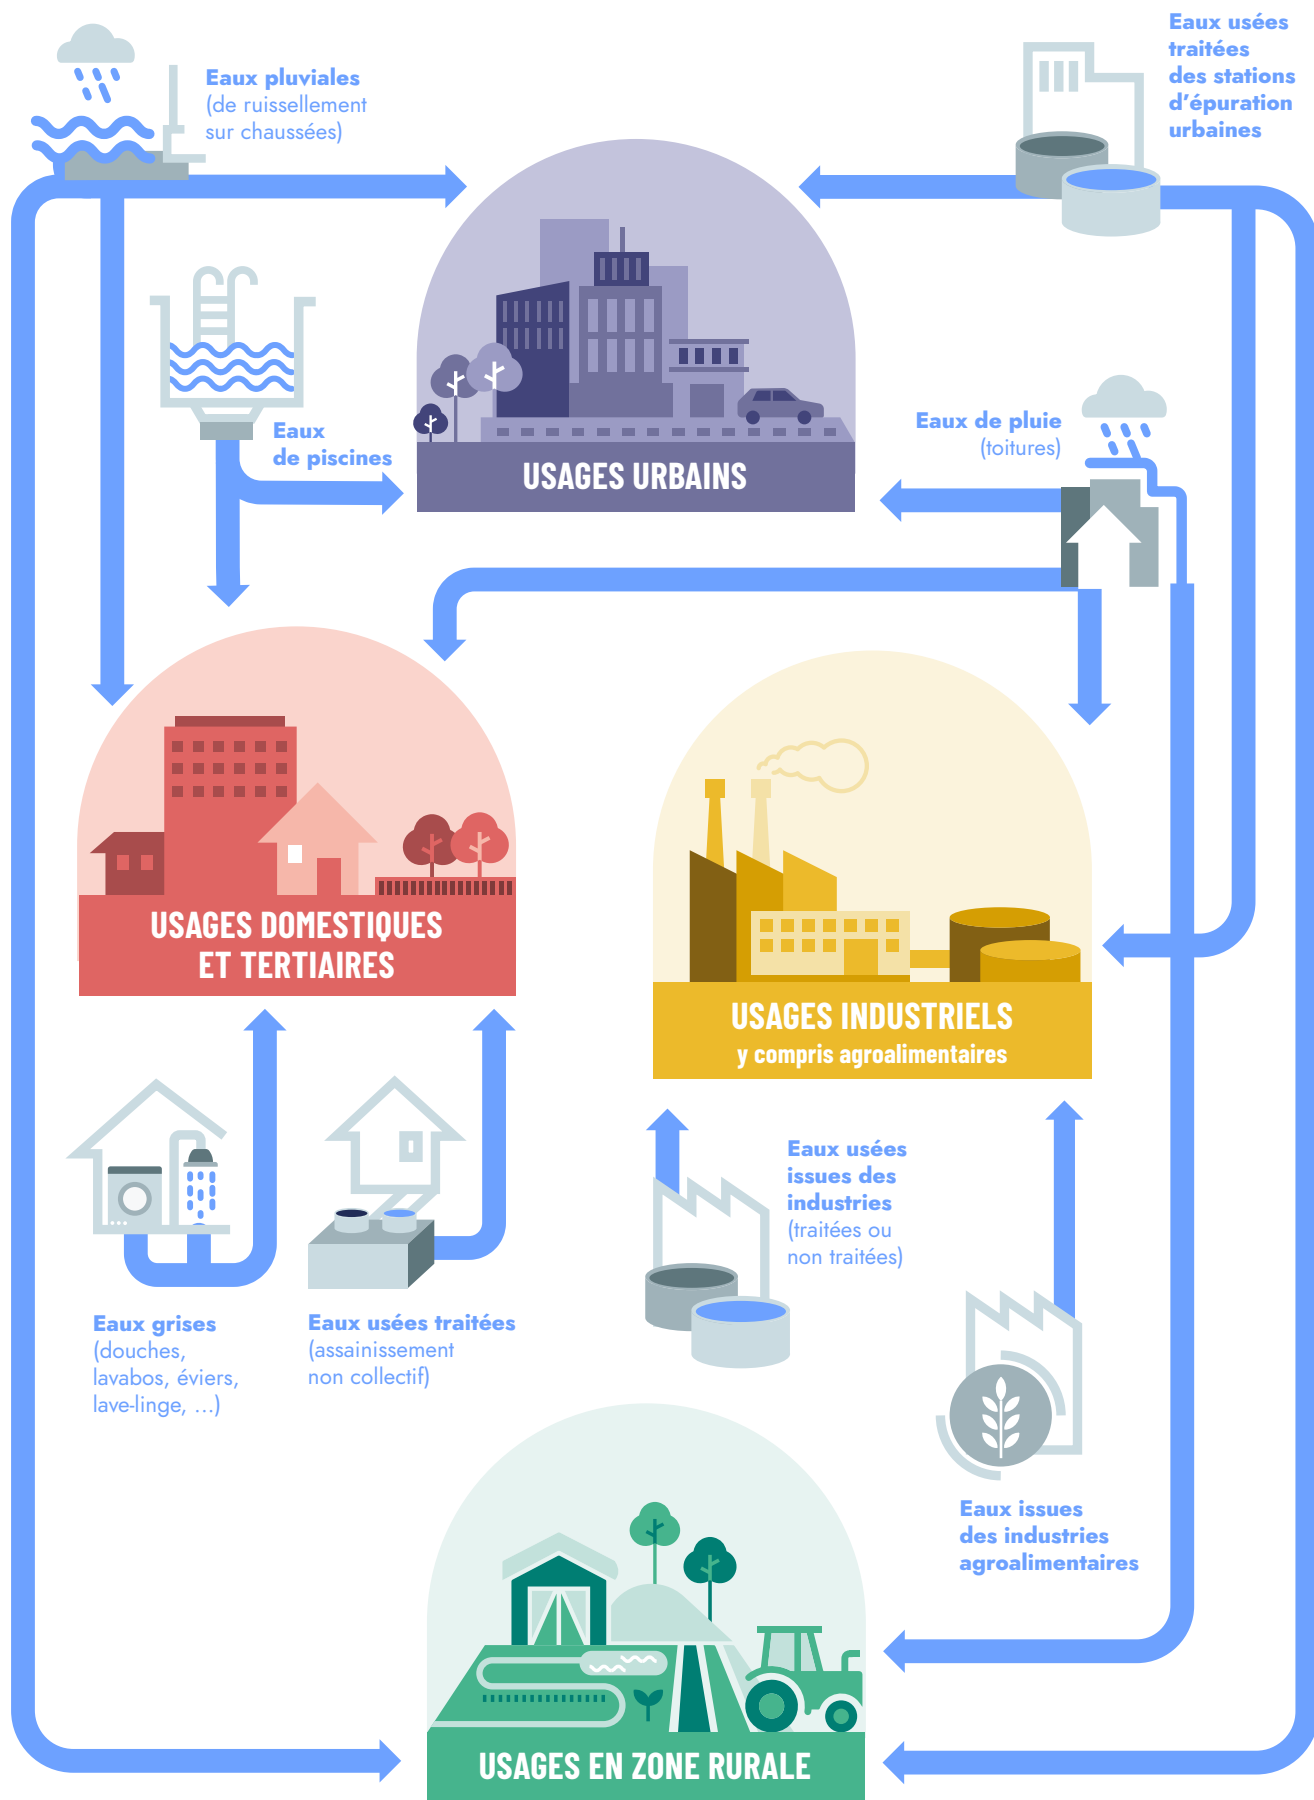 Eaux pluviales
(de ruissellement
sur chaussées)
Eaux usées
traitées
des stations
d’épuration
urbaines
Eaux
de piscines
Eaux de pluie
(toitures)
USAGES URBAINS
USAGES DOMESTIQUES
ET TERTIAIRES
USAGES INDUSTRIELS
y compris agroalimentaires
Eaux grises
(douches,
lavabos, éviers,
lave-linge, ...)
Eaux usées traitées
(assainissement
non collectif)
Eaux usées
issues des
industries
(traitées ou
non traitées)
Eaux issues
des industries
agroalimentaires
USAGES EN ZONE RURALE